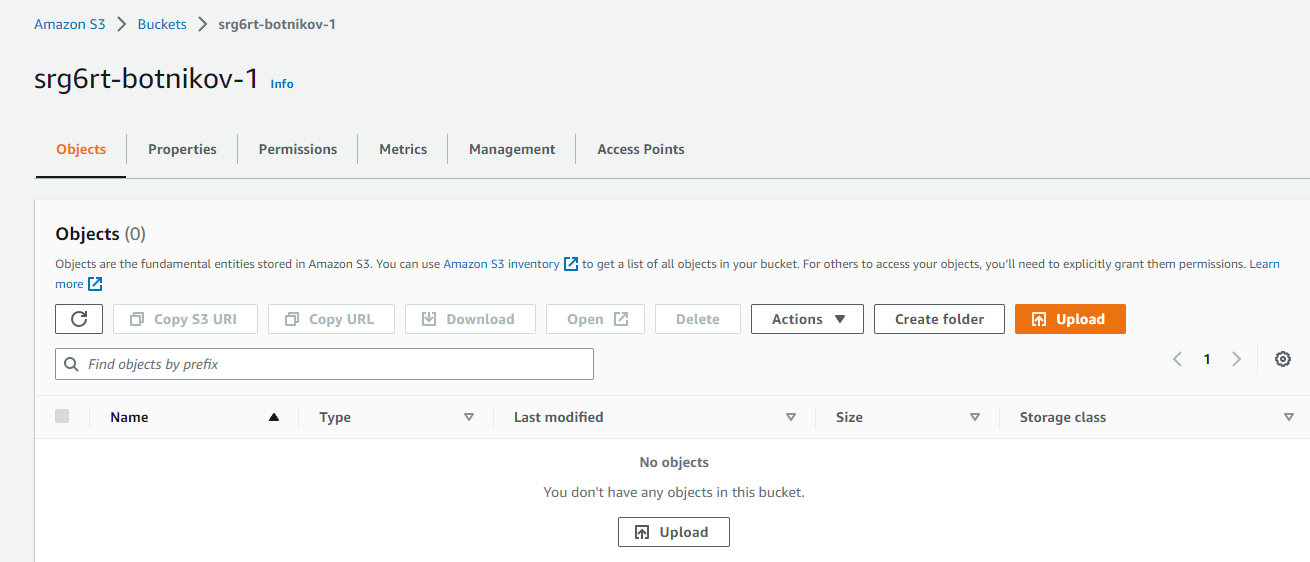 Amazon S3 > Buckets > srg6rt-botnikov-1
srg6rt-botnikov-1 Info
Objects Properties Permissions Metrics Management Access Points
Objects (0)
Objects are the fundamental entities stored in Amazon S3. You can use Amazon S3 inventory to get a list of all objects in your bucket. For others to access your objects, you'll need to explicitly grant them permissions. Learn
more
Copy S3 URI Copy URL Download Open Delete Actions Create folder Upload
Find objects by prefix 1
Name Type Last modified Size Storage class
No objects
You don't have any objects in this bucket.
Upload